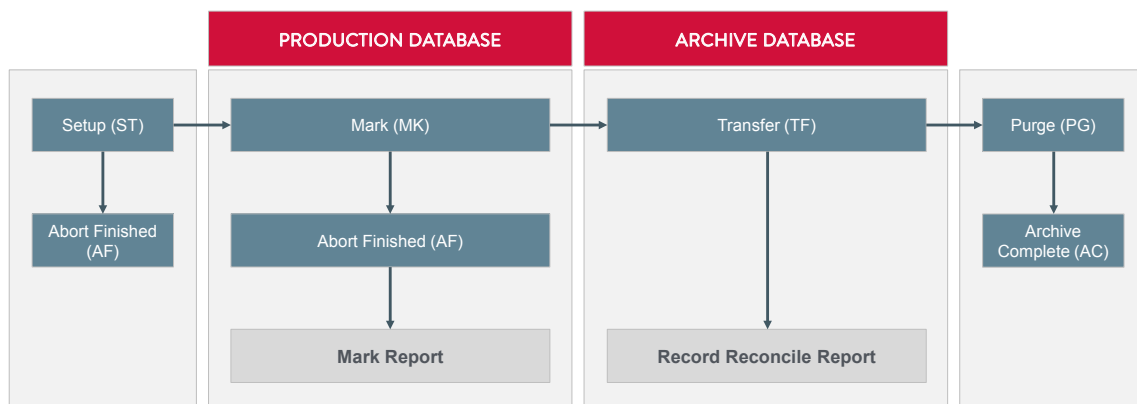 PRODUCTION DATABASE
ARCHIVE DATABASE
Setup (ST)
Mark (MK)
Transfer (TF)
Purge (PG)
Abort Finished
(AF)
Abort Finished (AF)
Archive
Complete (AC)
Mark Report
Record Reconcile Report